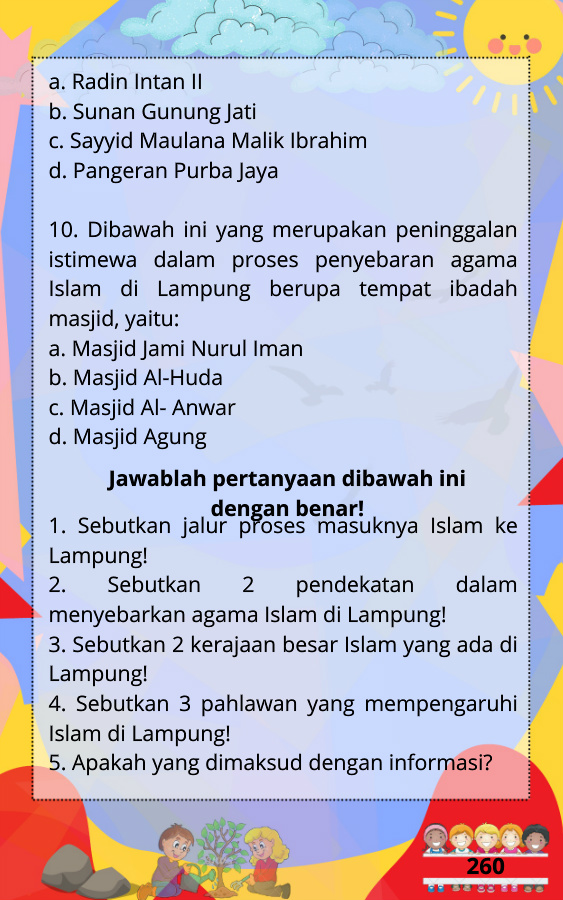 a. Radin Intan II
b. Sunan Gunung Jati
c. Sayyid Maulana Malik Ibrahim
d. Pangeran Purba Jaya
10. Dibawah ini yang merupakan peninggalan
istimewa dalam proses penyebaran agama
Islam di Lampung berupa tempat ibadah
masjid, yaitu:
a. Masjid Jami Nurul Iman
b. Masjid Al-Huda
c. Masjid Al- Anwar
d. Masjid Agung
Jawablah pertanyaan dibawah ini
dengan benar!
1. Sebutkan jalur proses masuknya Islam ke
Lampung!
2. Sebutkan 2 pendekatan dalam
menyebarkan agama Islam di Lampung!
3. Sebutkan 2 kerajaan besar Islam yang ada di
Lampung!
4. Sebutkan 3 pahlawan yang mempengaruhi
Islam di Lampung!
5. Apakah yang dimaksud dengan informasi?
260